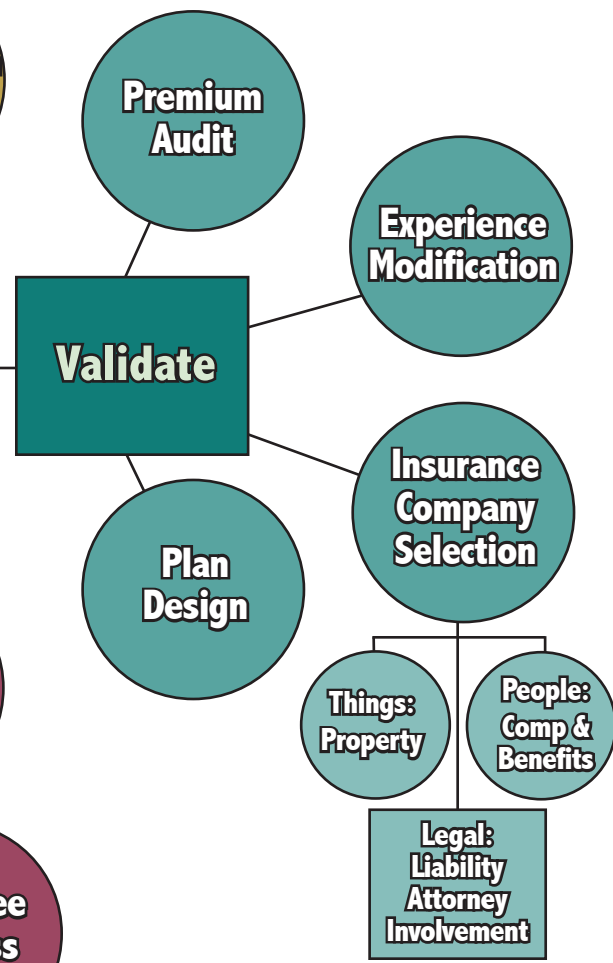 Premium
Audit
Experience
Modification
Validate
Insurance
Company
Selection
Plan
Design
Things:
Property
People:
Comp &
Benefits
Legal:
Liability
Attorney
Involvement